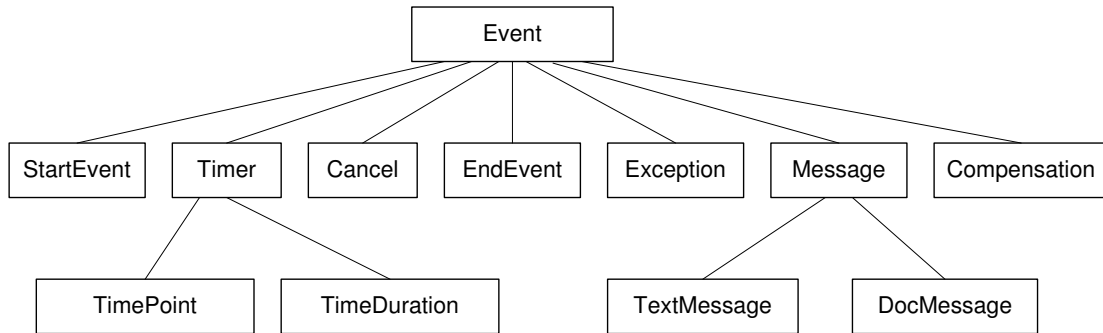 Event
StartEvent
Timer
Cancel
EndEvent
Exception
Message
Compensation
TimePoint
TimeDuration
TextMessage
DocMessage